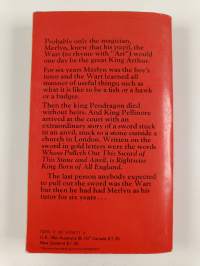 Probably only the magician,
Merlyn, knew that his pupil, the
Wart (to rhyme with "Art") would
one day be the great King Arthur.
For six years Merlyn was the boy's
tutor and the Wart learned all
manner of useful things; such as
what it is like to be a fish or a hawk
or a badger.
Then the king Pendragon died
without heirs. And King Pellinore
arrived at the court with an
extraordinary story of a sword stuck
in an anvil, stuck to a stone outside
a church in London. Written on the
sword in gold letters were the words
Whoso Pulleth Out This Sword of
This Stone and Anvil, is Rightwise
King Born of All England.
The last person anybody expected
to pull out the sword was the Wart
but then he had had Merlyn as
his tutor for six years . . .